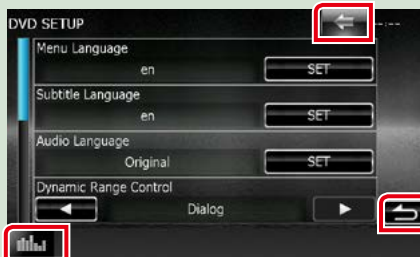 DVD SETUP
--:--
Menu Language
en SET
Subtitle Language
en SET
Audio Language
Original SET
Dynamic Range Control
Dialog